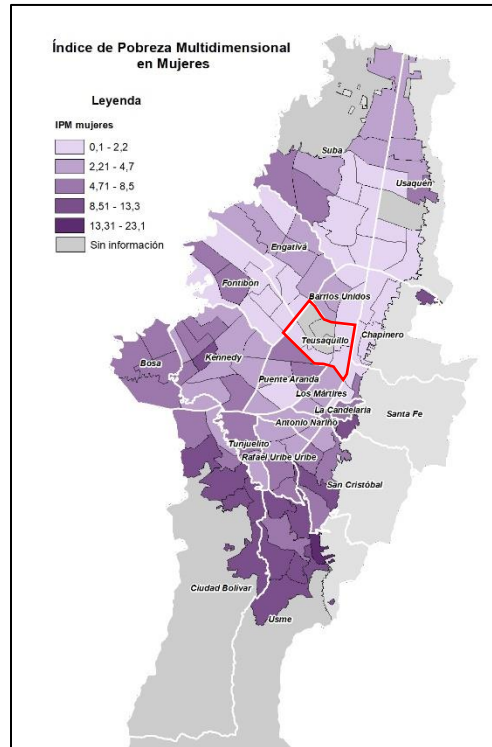 Índice de Pobreza Multidimensional
en Mujeres
Leyenda
IPM mujeres
0,1 - 2,2
2,21 - 4,7
4,71 - 8,5
8,51 - 13,3
13,31 - 23,1
Sin información
Suba
Usaquén
Engativá
Fontibón
Barrios Unidos
Teusaquillo
Chapinero
Bosa
Kennedy
Puente Aranda
Los Mártires
La Candelaria
Santa Fe
Antonio Nariño
Tunjuelito
Rafael Uribe Uribe
San Cristóbal
Ciudad Bolívar
Usme